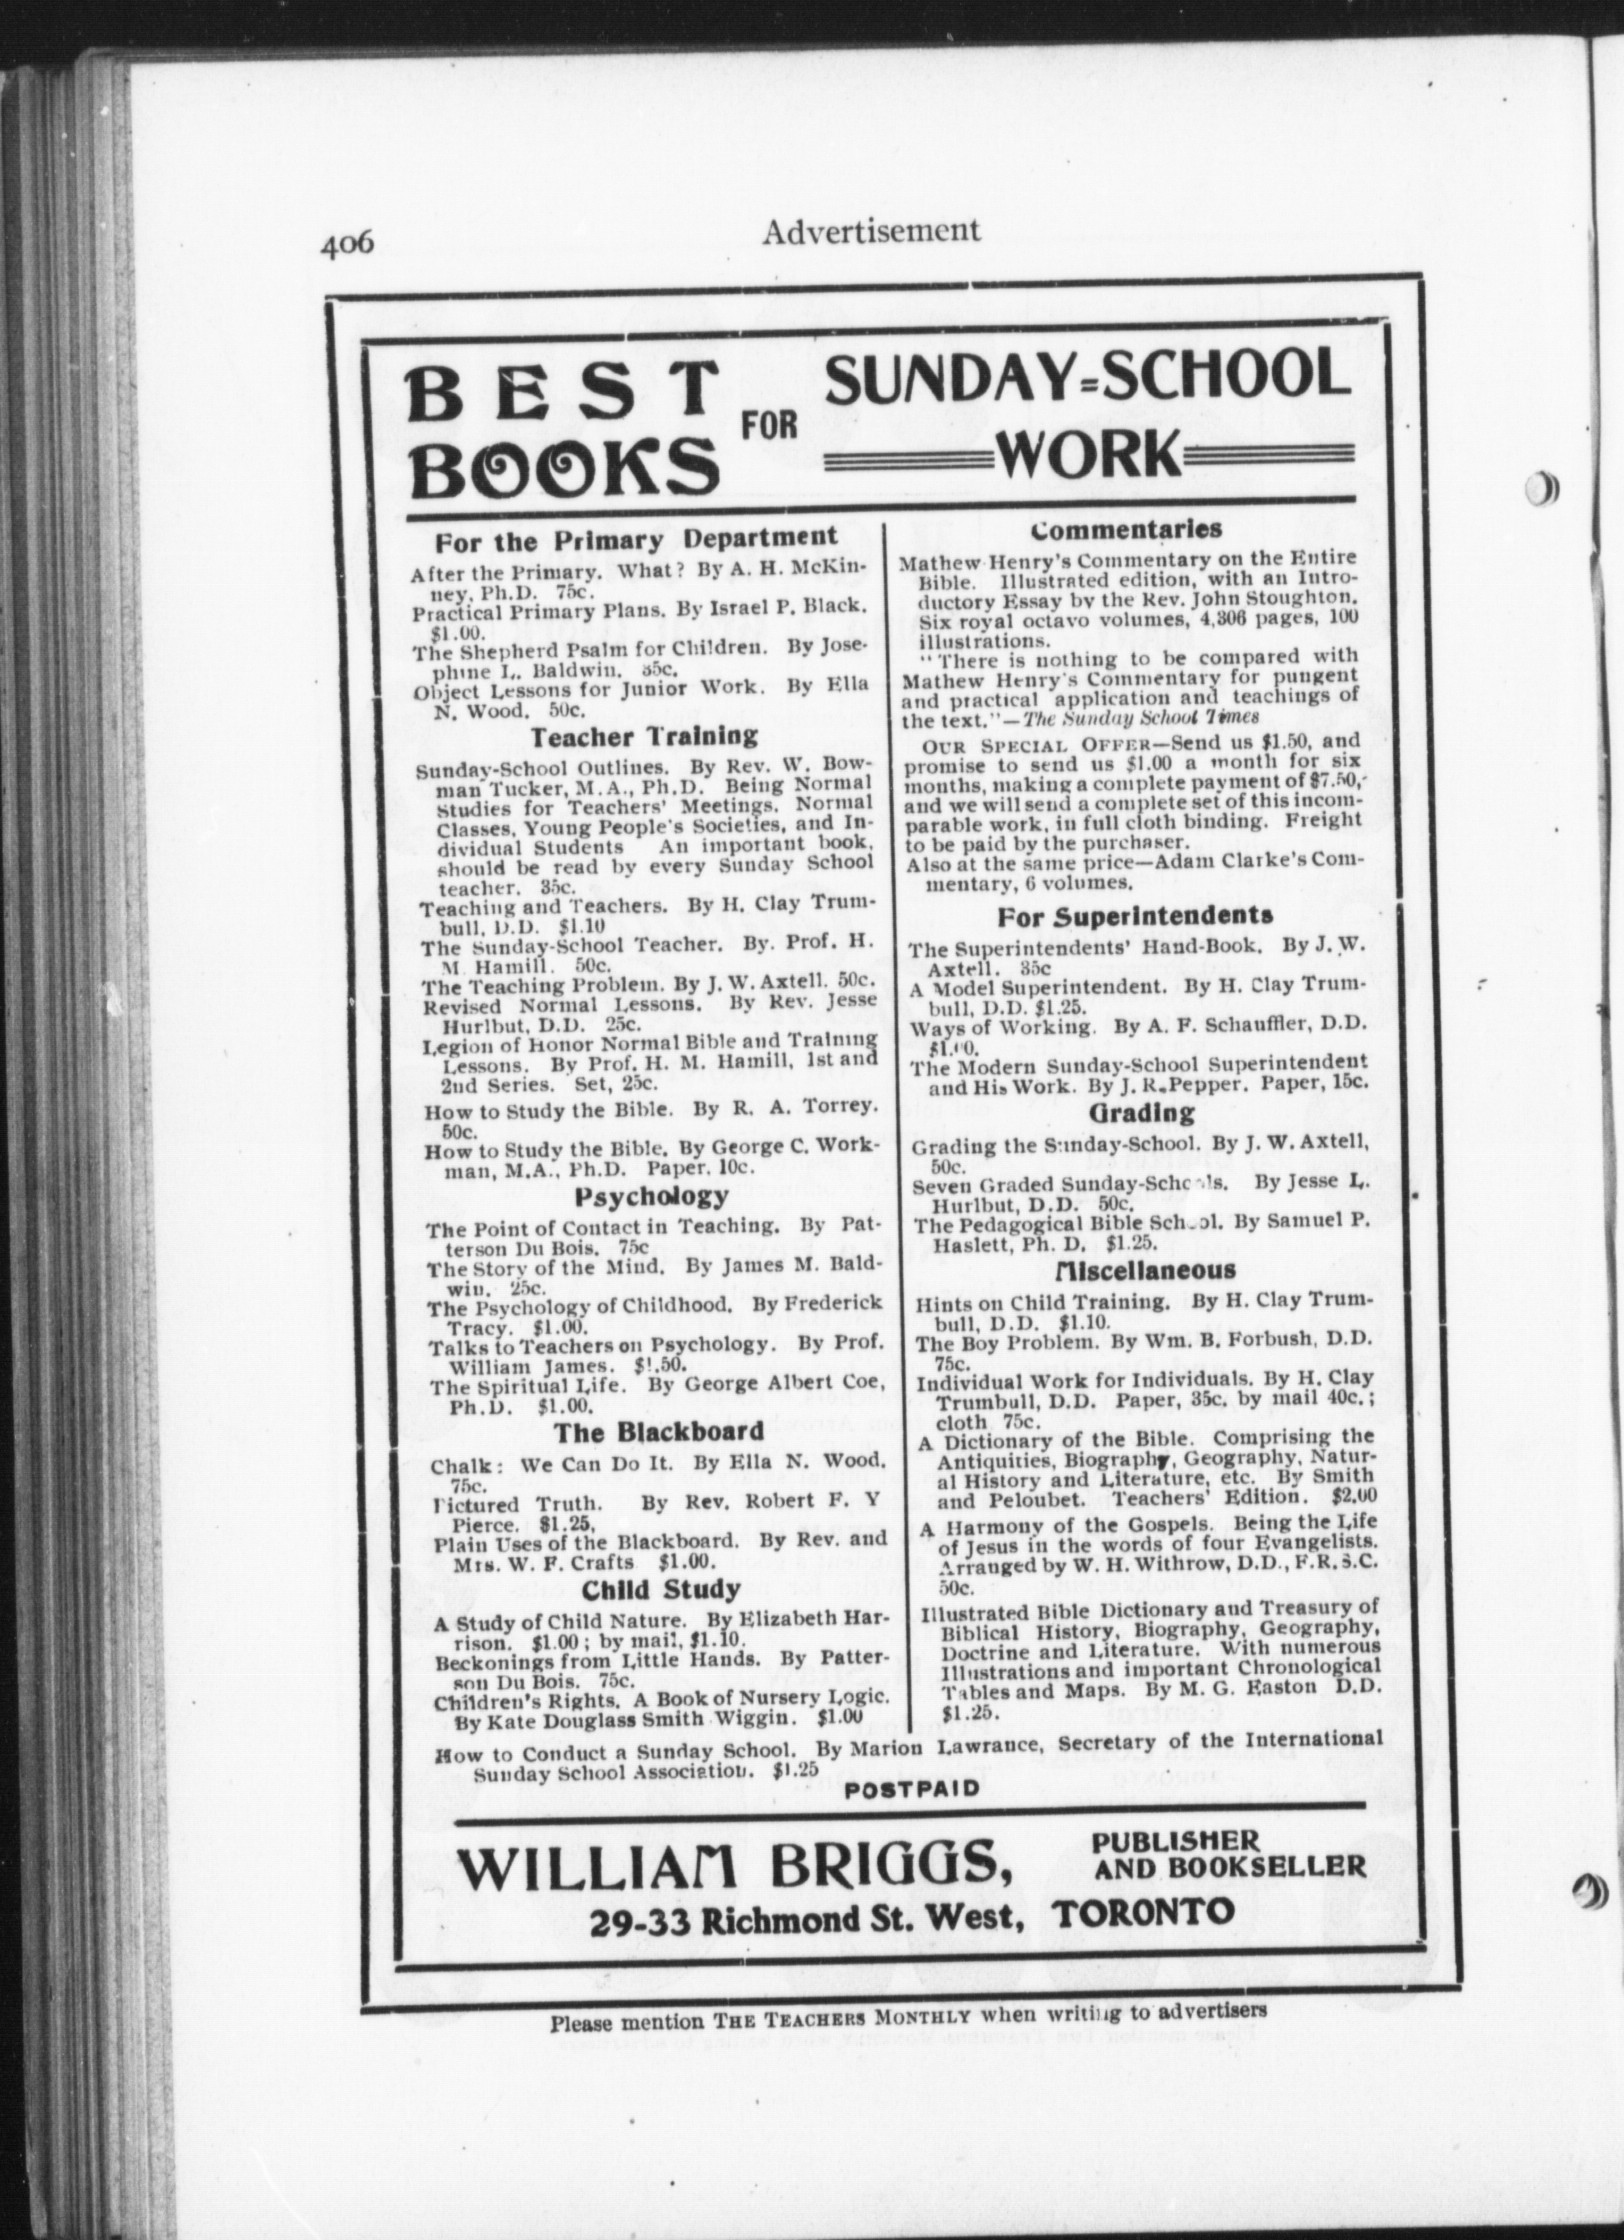 406
Advertisement
BEST
BOOKS
FOR
SUNDAY-SCHOOL
WORK
For the Primary Department
After the Primary. What? By A. H. McKin-
ney, Ph.D. 75c.
Practical Primary Plans. By Israel P. Black.
$1.00.
The Shepherd Psalm for Children. By Jose-
phine L. Baldwin. 35c.
Object Lessons for Junior Work. By Ella
N. Wood. 50c.
Teacher Training
Sunday-School Outlines. By Rev. W. Bow-
man Tucker, M.A., Ph.D. Being Normal
Studies for Teachers' Meetings. Normal
Classes, Young People's Societies, and In-
dividual Students An important book,
should be read by every Sunday School
teacher. 35c.
Teaching and Teachers. By H. Clay Trum-
bull, D.D. $1.10
The Sunday-School Teacher. By. Prof. H.
M. Hamill. 50c.
The Teaching Problem. By J. W. Axtell. 50c.
Revised Normal Lessons. By Rev. Jesse
Hurlbut, D.D. 25c.
Legion of Honor Normal Bible and Training
Lessons. By Prof. H. M. Hamill, 1st and
2nd Series. Set, 25c.
How to Study the Bible. By R. A. Torrey.
50c.
How to Study the Bible. By George C. Work-
man, M.A., Ph.D. Paper, 10c.
Psychology
The Point of Contact in Teaching. By Pat-
terson Du Bois. 75c
The Story of the Mind. By James M. Bald-
win. 25c.
The Psychology of Childhood. By Frederick
Tracy. $1.00.
Talks to Teachers on Psychology. By Prof.
William James. $1.50.
The Spiritual Life. By George Albert Coe,
Ph.D. $1.00.
The Blackboard
Chalk: We Can Do It. By Ella N. Wood.
75c.
Pictured Truth. By Rev. Robert F. Y
Pierce. $1.25,
Plain Uses of the Blackboard. By Rev. and
Mrs. W. F. Crafts $1.00.
Child Study
A Study of Child Nature. By Elizabeth Har-
rison. $1.00; by mail, $1.10.
Beckonings from Little Hands. By Patter-
son Du Bois. 75c.
Children's Rights. A Book of Nursery Logic.
By Kate Douglass Smith Wiggin. $1.00
Commentaries
Mathew Henry's Commentary on the Entire
Bible. Illustrated edition, with an Intro-
ductory Essay by the Rev. John Stoughton.
Six royal octavo volumes, 4,306 pages, 100
illustrations.
"There is nothing to be compared with
Mathew Henry's Commentary for pungent
and practical application and teachings of
the text."—The Sunday School Times
OUR SPECIAL OFFER—Send us $1.50, and
promise to send us $1.00 a month for six
months, making a complete payment of $7.50,
and we will send a complete set of this incom-
parable work, in full cloth binding. Freight
to be paid by the purchaser.
Also at the same price—Adam Clarke's Com-
mentary, 6 volumes.
For Superintendents
The Superintendents' Hand-Book. By J. W.
Axtell. 35c
A Model Superintendent. By H. Clay Trum-
bull, D.D. $1.25.
Ways of Working. By A. F. Schauffler, D.D.
$1.00.
The Modern Sunday-School Superintendent
and His Work. By J. R. Pepper. Paper, 15c.
Grading
Grading the Sunday-School. By J. W. Axtell,
50c.
Seven Graded Sunday-Schools. By Jesse L.
Hurlbut, D.D. 50c.
The Pedagogical Bible School. By Samuel P.
Haslett, Ph. D. $1.25.
Miscellaneous
Hints on Child Training. By H. Clay Trum-
bull, D.D. $1.10.
The Boy Problem. By Wm. B. Forbush, D.D.
75c.
Individual Work for Individuals. By H. Clay
Trumbull, D.D. Paper, 35c. by mail 40c.;
cloth 75c.
A Dictionary of the Bible. Comprising the
Antiquities, Biography, Geography, Natur-
al History and Literature, etc. By Smith
and Peloubet. Teachers' Edition. $2.00
A Harmony of the Gospels. Being the Life
of Jesus in the words of four Evangelists.
Arranged by W. H. Withrow, D.D., F.R.S.C.
50c.
Illustrated Bible Dictionary and Treasury of
Biblical History, Biography, Geography,
Doctrine and Literature. With numerous
Illustrations and important Chronological
Tables and Maps. By M. G. Easton D.D.
$1.25.
How to Conduct a Sunday School. By Marion Lawrance, Secretary of the International
Sunday School Association. $1.25
POSTPAID
WILLIAM BRIGGS,
PUBLISHER
AND BOOKSELLER
29-33 Richmond St. West, TORONTO
Please mention THE TEACHERS MONTHLY when writing to advertisers